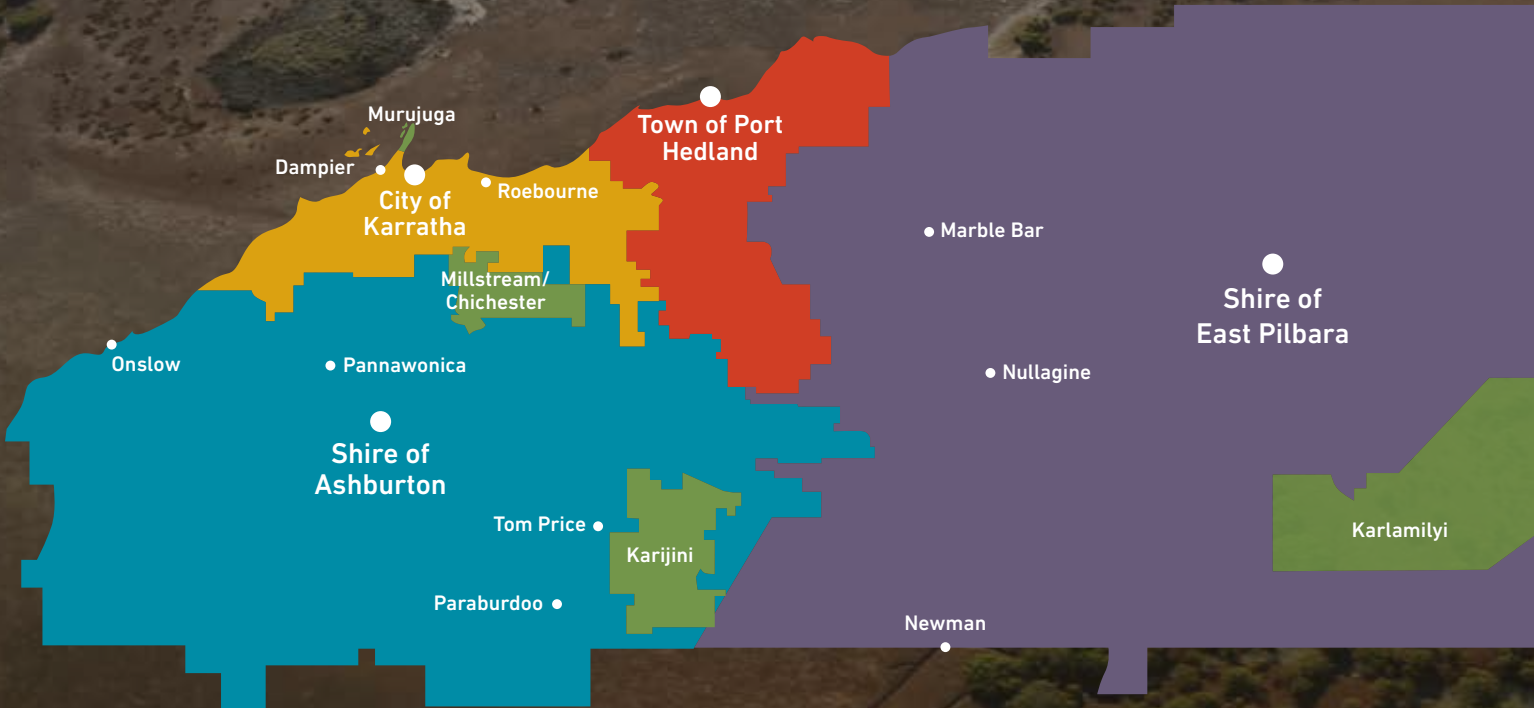 Murujuga
Dampier
City of
Karratha
Roebourne
Town of Port
Hedland
Marble Bar
Shire of
East Pilbara
Millstream/
Chichester
Onslow
Pannawonica
Nullagine
Shire of
Ashburton
Tom Price
Karijini
Karlamilyi
Paraburdoo
Newman